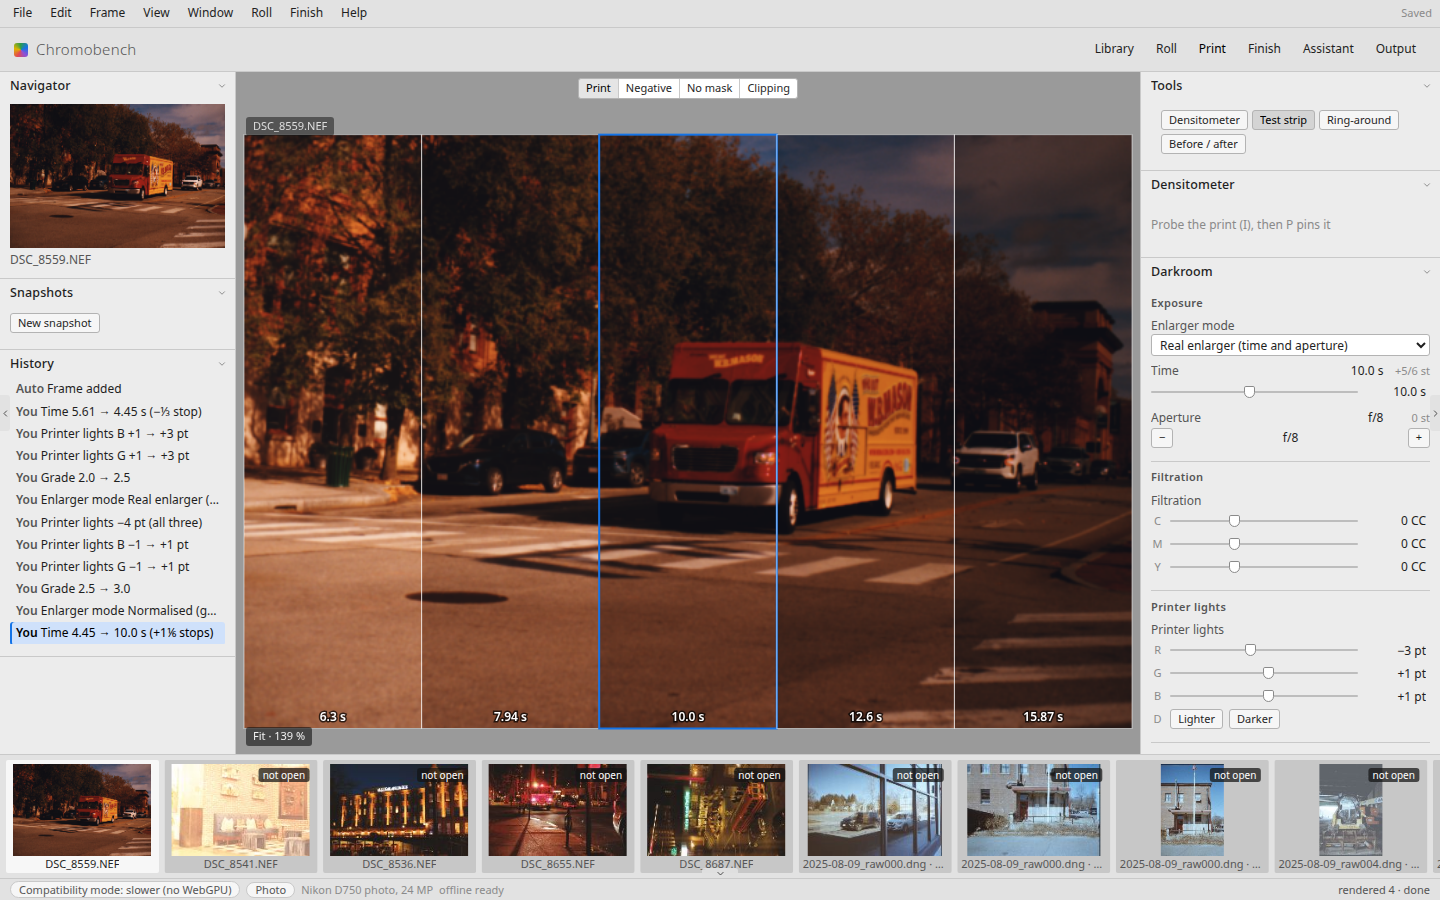 File Edit Frame View Window Roll Finish Help
Saved
Chromobench
Library Roll Print Finish Assistant Output
Navigator
DSC_8559.NEF
Snapshots
New snapshot
History
Auto Frame added
You Time 5.61 → 4.45 s (−⅓ stop)
You Printer lights B +1 → +3 pt
You Printer lights G +1 → +3 pt
You Grade 2.0 → 2.5
You Enlarger mode Real enlarger (...
You Printer lights −4 pt (all three)
You Printer lights B −1 → +1 pt
You Printer lights G −1 → +1 pt
You Grade 2.5 → 3.0
You Enlarger mode Normalised (g...
You Time 4.45 → 10.0 s (+1⅙ stops)
Print Negative No mask Clipping
DSC_8559.NEF
6.3 s 7.94 s 10.0 s 12.6 s 15.87 s
Fit · 139 %
Tools
Densitometer Test strip Ring-around
Before / after
Densitometer
Probe the print (I), then P pins it
Darkroom
Exposure
Enlarger mode
Real enlarger (time and aperture)
Time 10.0 s +5/6 st
10.0 s
Aperture f/8 0 st
− f/8 +
Filtration
Filtration
C 0 CC
M 0 CC
Y 0 CC
Printer lights
Printer lights
R −3 pt
G +1 pt
B +1 pt
D Lighter Darker
not open not open not open not open not open not open not open not open
DSC_8559.NEF DSC_8541.NEF DSC_8536.NEF DSC_8655.NEF DSC_8687.NEF 2025-08-09_raw000.dng · ... 2025-08-09_raw000.dng · ... 2025-08-09_raw000.dng · ... 2025-08-09_raw004.dng · ...
Compatibility mode: slower (no WebGPU) Photo Nikon D750 photo, 24 MP offline ready
rendered 4 · done